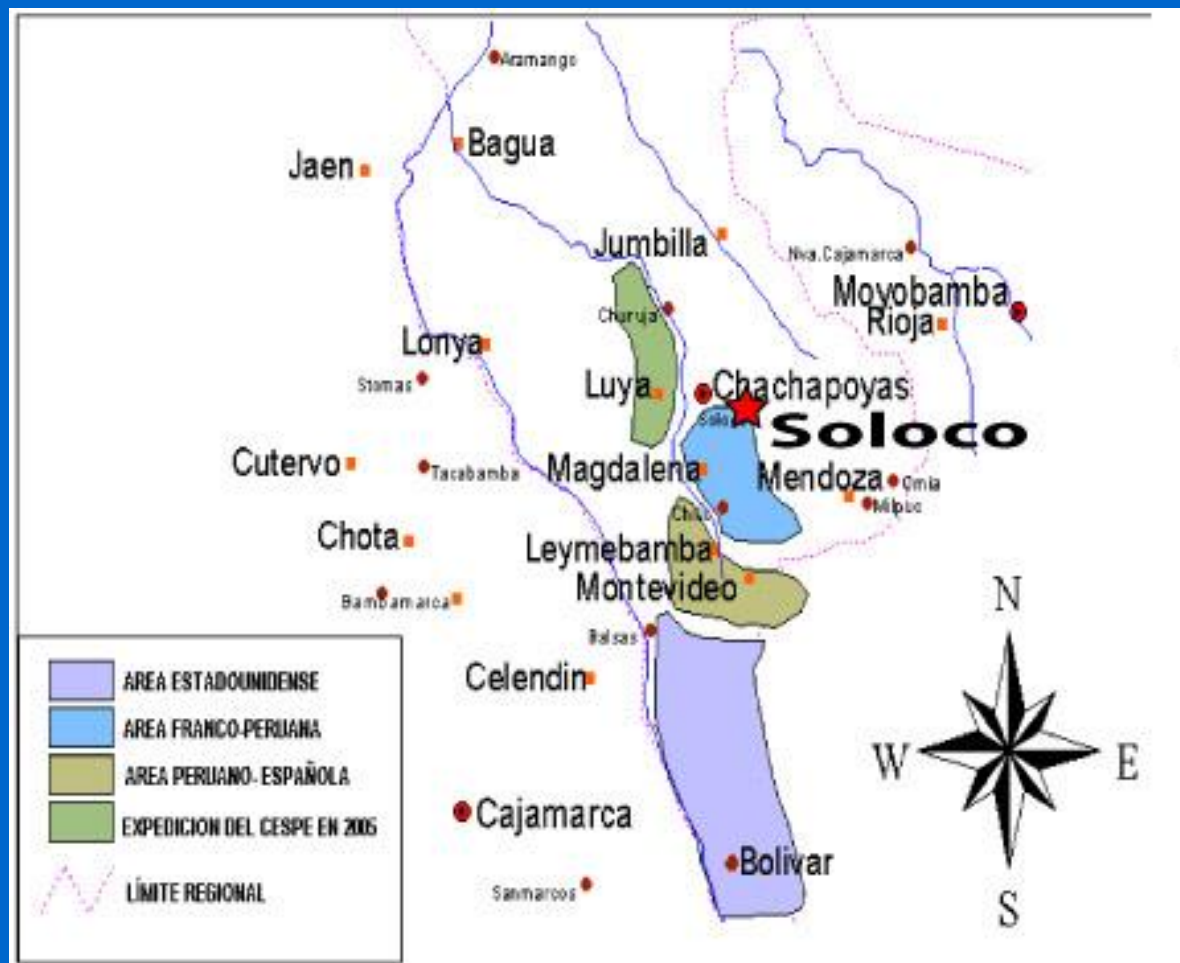 Aramango
Bagua
Jaen
Jumbilla
Nva.Cajamarca
Moyobamba
Rioja
Churuja
Lonya
Stomas
Luya
Chachapoyas
Soloco
Cutervo
Tacabamba
Magdalena
Mendoza
Omia
Milpuc
Chota
Leymebamba
Montevideo
Bambamarca
Balsas
Celendin
N
W
E
S
Cajamarca
Bolivar
Sanmarcos
AREA ESTADOUNIDENSE
AREA FRANCO-PERUANA
AREA PERUANO- ESPAÑOLA
EXPEDICION DEL CESPE EN 2005
LÍMITE REGIONAL